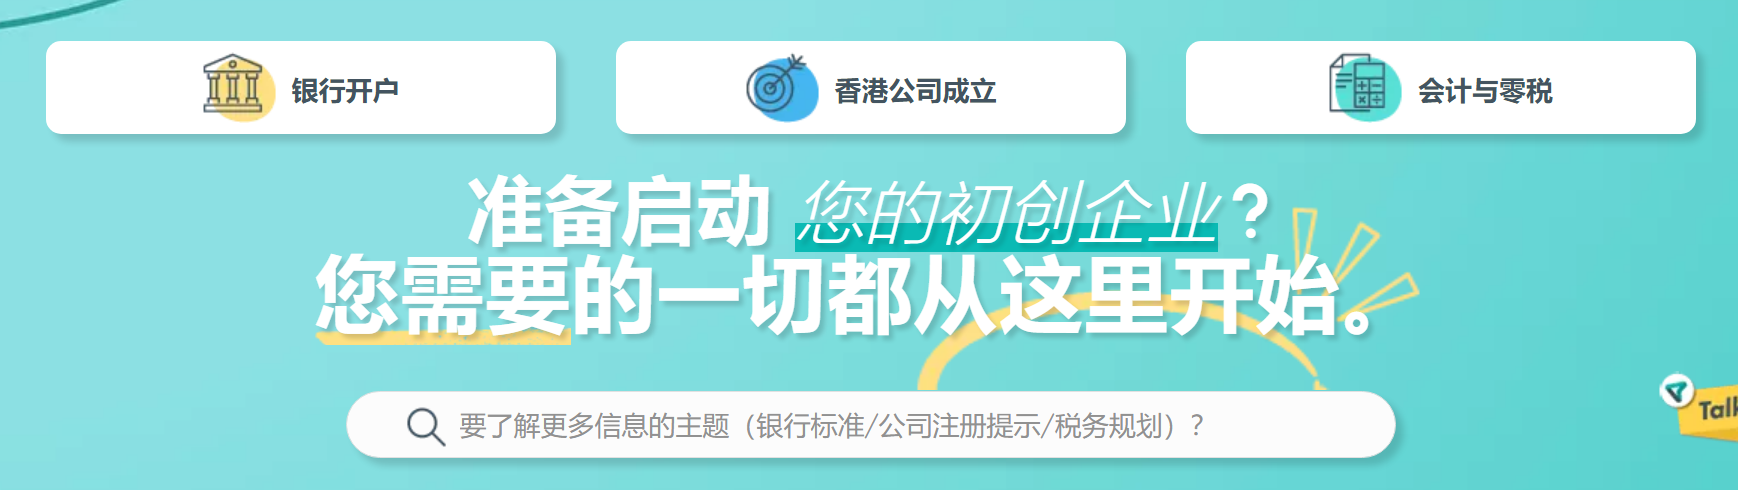 银行开户
香港公司成立
会计与零税
准备启动 您的初创企业?
您需要的一切都从这里开始。
要了解更多信息的主题（银行标准/公司注册提示/税务规划）?